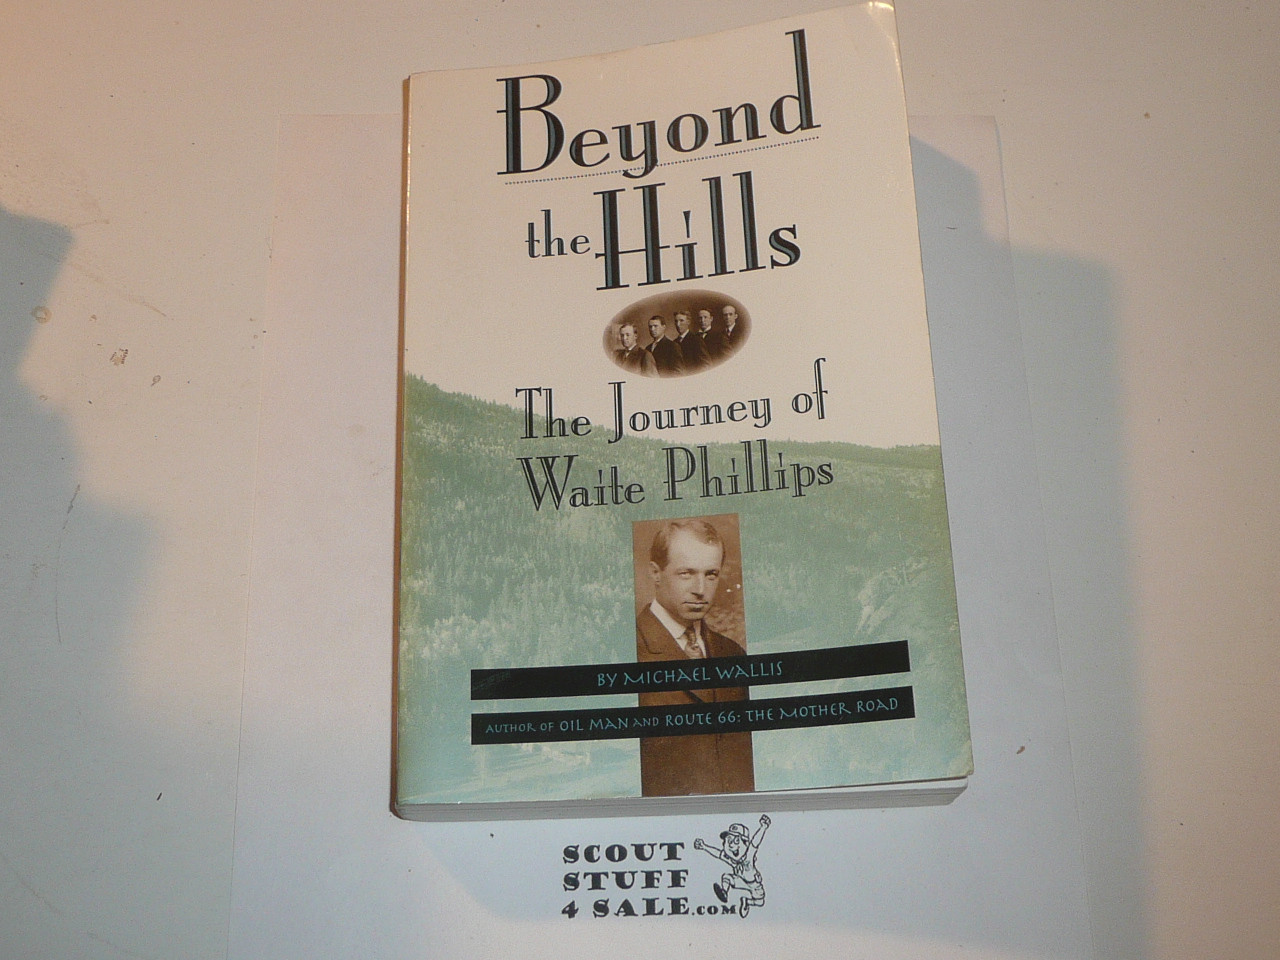 Beyond
the Hills
The Journey of
Waite Phillips
BY MICHAEL WALLIS
AUTHOR OF OIL MAN AND ROUTE 66: THE MOTHER ROAD
SCOUT
STUFF
4 SALE.COM